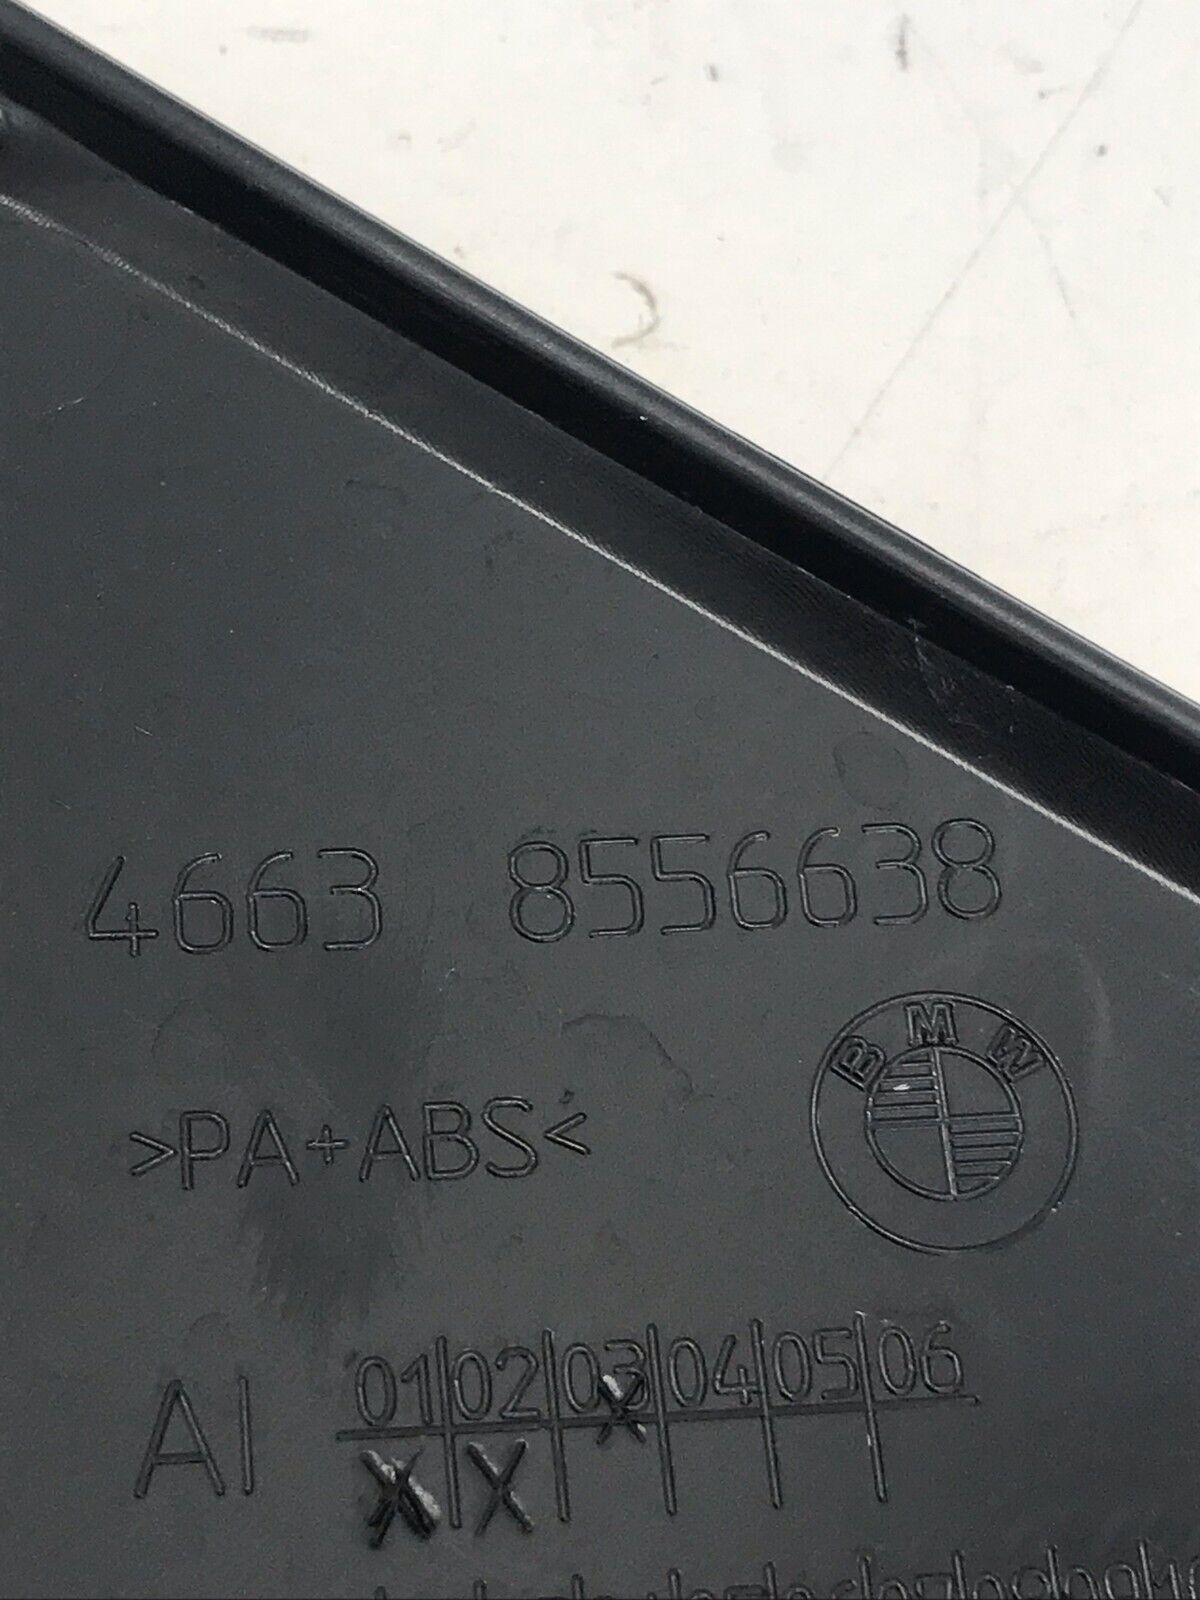 4663 8556638
BMW
>PA+ABS<
AI 01 02 03 04 05 06
X X X